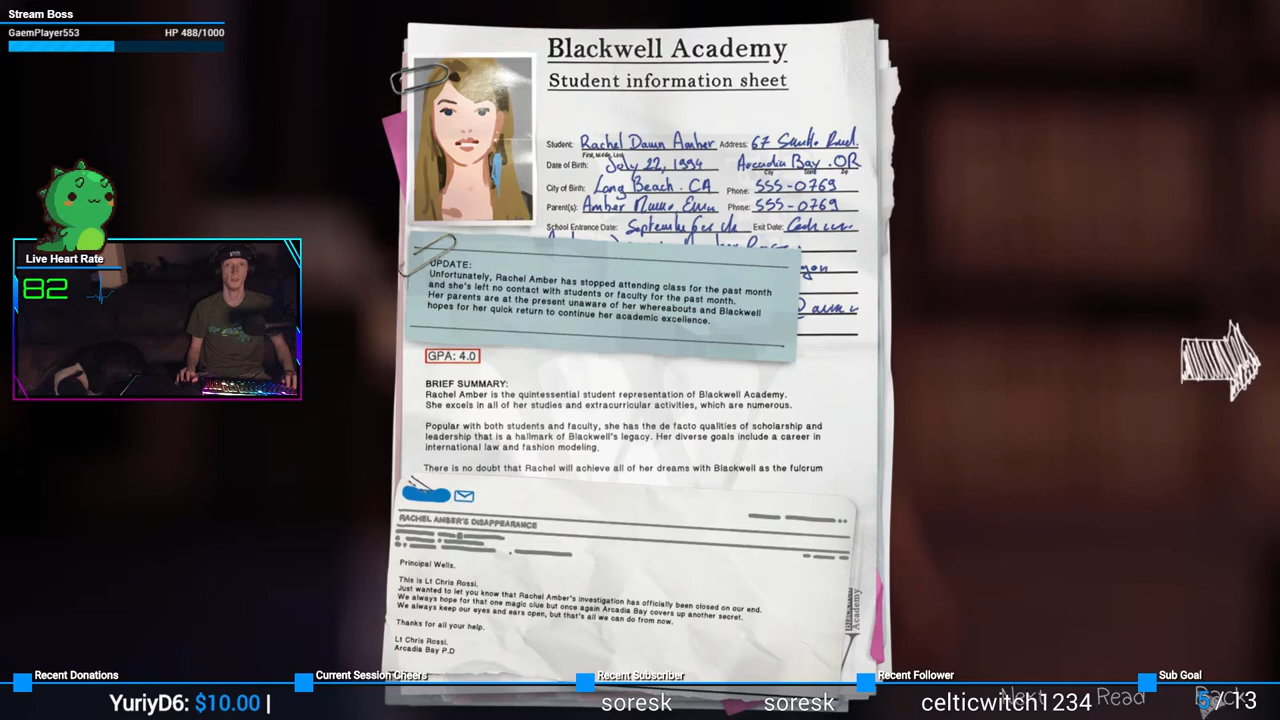 Stream Boss
GaemPlayer553 HP 488/1000
Live Heart Rate
82
Blackwell Academy
Student information sheet
Student: Rachel Dawn Amber Address: 67
First, Middle, Last
Date of Birth: July 22, 1994 Arcadia Bay . OR
City State Zip
City of Birth: Long Beach . CA Phone: 555-0769
Parent(s): Amber Phone: 555-0769
School Entrance Date: September Exit Date:
UPDATE:
Unfortunately, Rachel Amber has stopped attending class for the past month
and she's left no contact with students or faculty for the past month.
Her parents are at the present unaware of her whereabouts and Blackwell
hopes for her quick return to continue her academic excellence.
GPA: 4.0
BRIEF SUMMARY:
Rachel Amber is the quintessential student representation of Blackwell Academy.
She excels in all of her studies and extracurricular activities, which are numerous.
Popular with both students and faculty, she has the de facto qualities of scholarship and
leadership that is a hallmark of Blackwell's legacy. Her diverse goals include a career in
international law and fashion modeling.
There is no doubt that Rachel will achieve all of her dreams with Blackwell as the fulcrum
RACHEL AMBER'S DISAPPEARANCE
Principal Wells.
This is Lt Chris Rossi.
Just wanted to let you know that Rachel Amber's investigation has officially been closed on our end.
We always hope for that one magic clue but once again Arcadia Bay covers up another secret.
We always keep our eyes and ears open, but that's all we can do from now.
Thanks for all your help.
Lt Chris Rossi.
Arcadia Bay P.D
Academy
Recent Donations Current Session Cheers Recent Subscriber Recent Follower Sub Goal
YuriyD6: $10.00 | soresk soresk celticwitch1234 5 / 13
Next Read Back